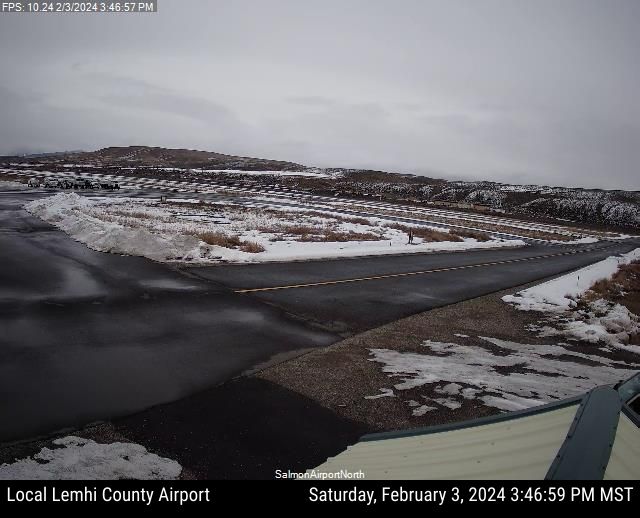 FPS: 10.24 2/3/2024 3:46:57 PM
SalmonAirportNorth
Local Lemhi County Airport Saturday, February 3, 2024 3:46:59 PM MST